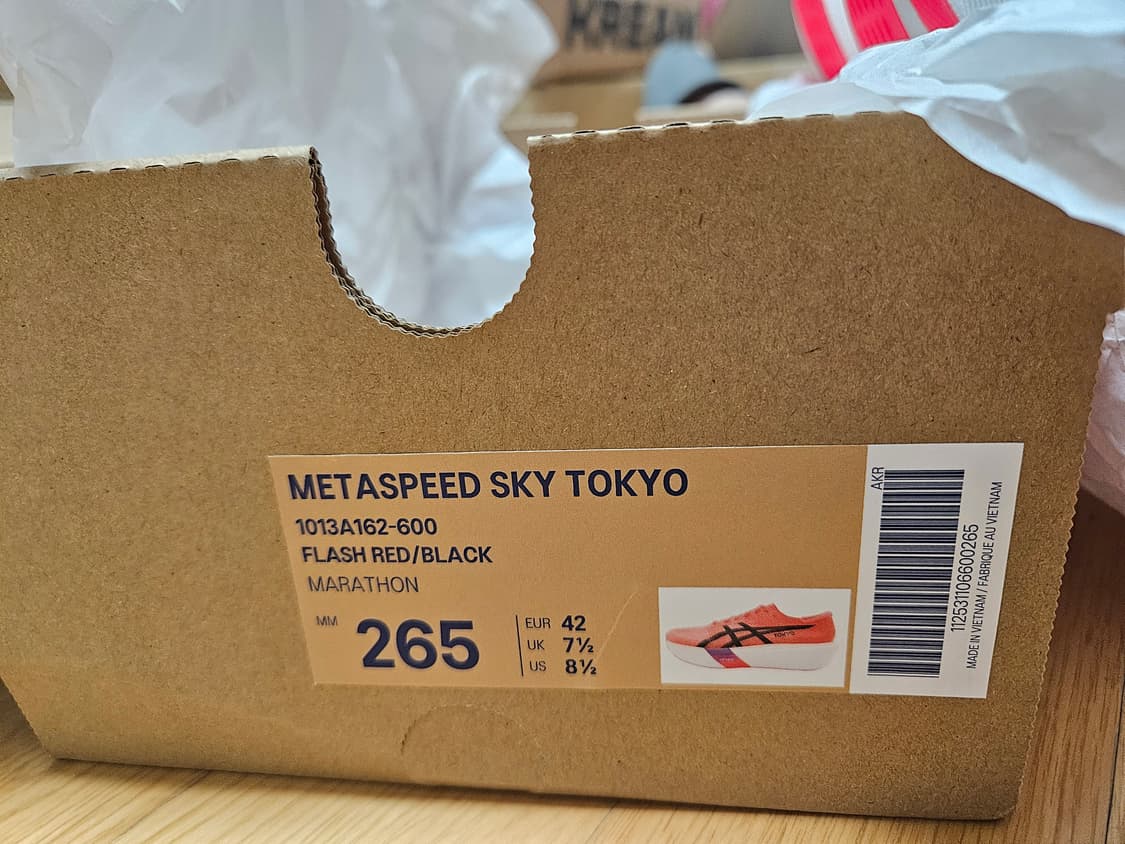 KREAM
METASPEED SKY TOKYO
1013A162-600
FLASH RED/BLACK
MARATHON
MM
265
EUR 42
UK 7½
US 8½
TOKYO
AKR
112531106600265
MADE IN VIETNAM / FABRIQUE AU VIETNAM